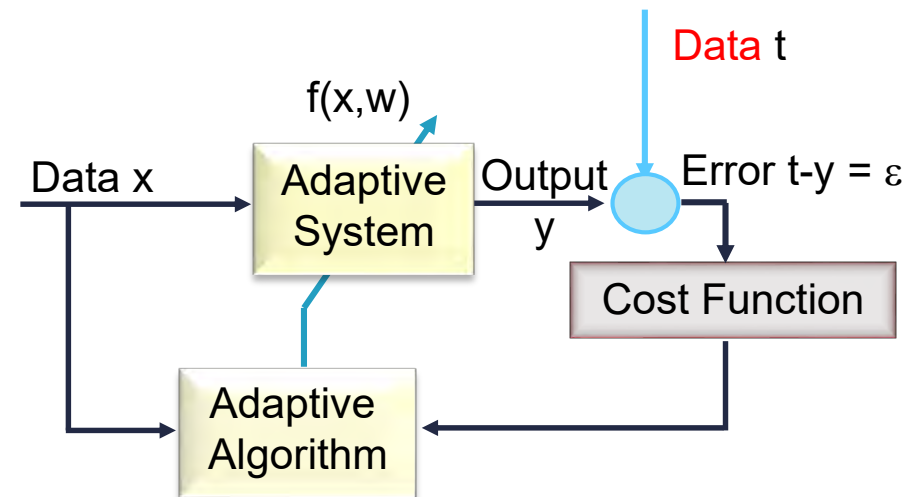 Data t
f(x,w)
Data x
Adaptive
System
Output
y
Error t-y = ε
Cost Function
Adaptive
Algorithm